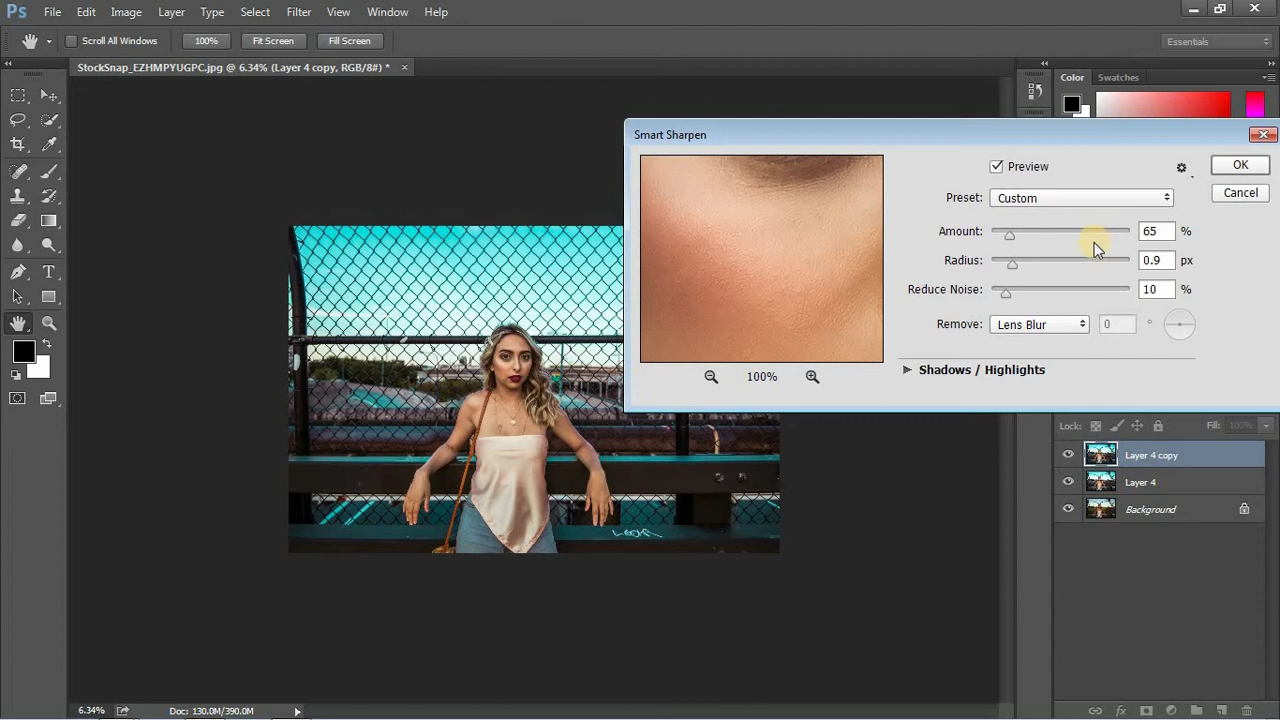 Ps File Edit Image Layer Type Select Filter View Window Help
Scroll All Windows 100% Fit Screen Fill Screen Essentials
StockSnap_EZHMPYUGPC.jpg @ 6.34% (Layer 4 copy, RGB/8#) *
Color Swatches
Smart Sharpen
Preview
OK
Preset: Custom
Cancel
Amount: 65 %
Radius: 0.9 px
Reduce Noise: 10 %
Remove: Lens Blur 0 °
Shadows / Highlights
100%
Locks: Fill: 100%
Layer 4 copy
Layer 4
Background
6.34% Doc: 130.0M/390.0M